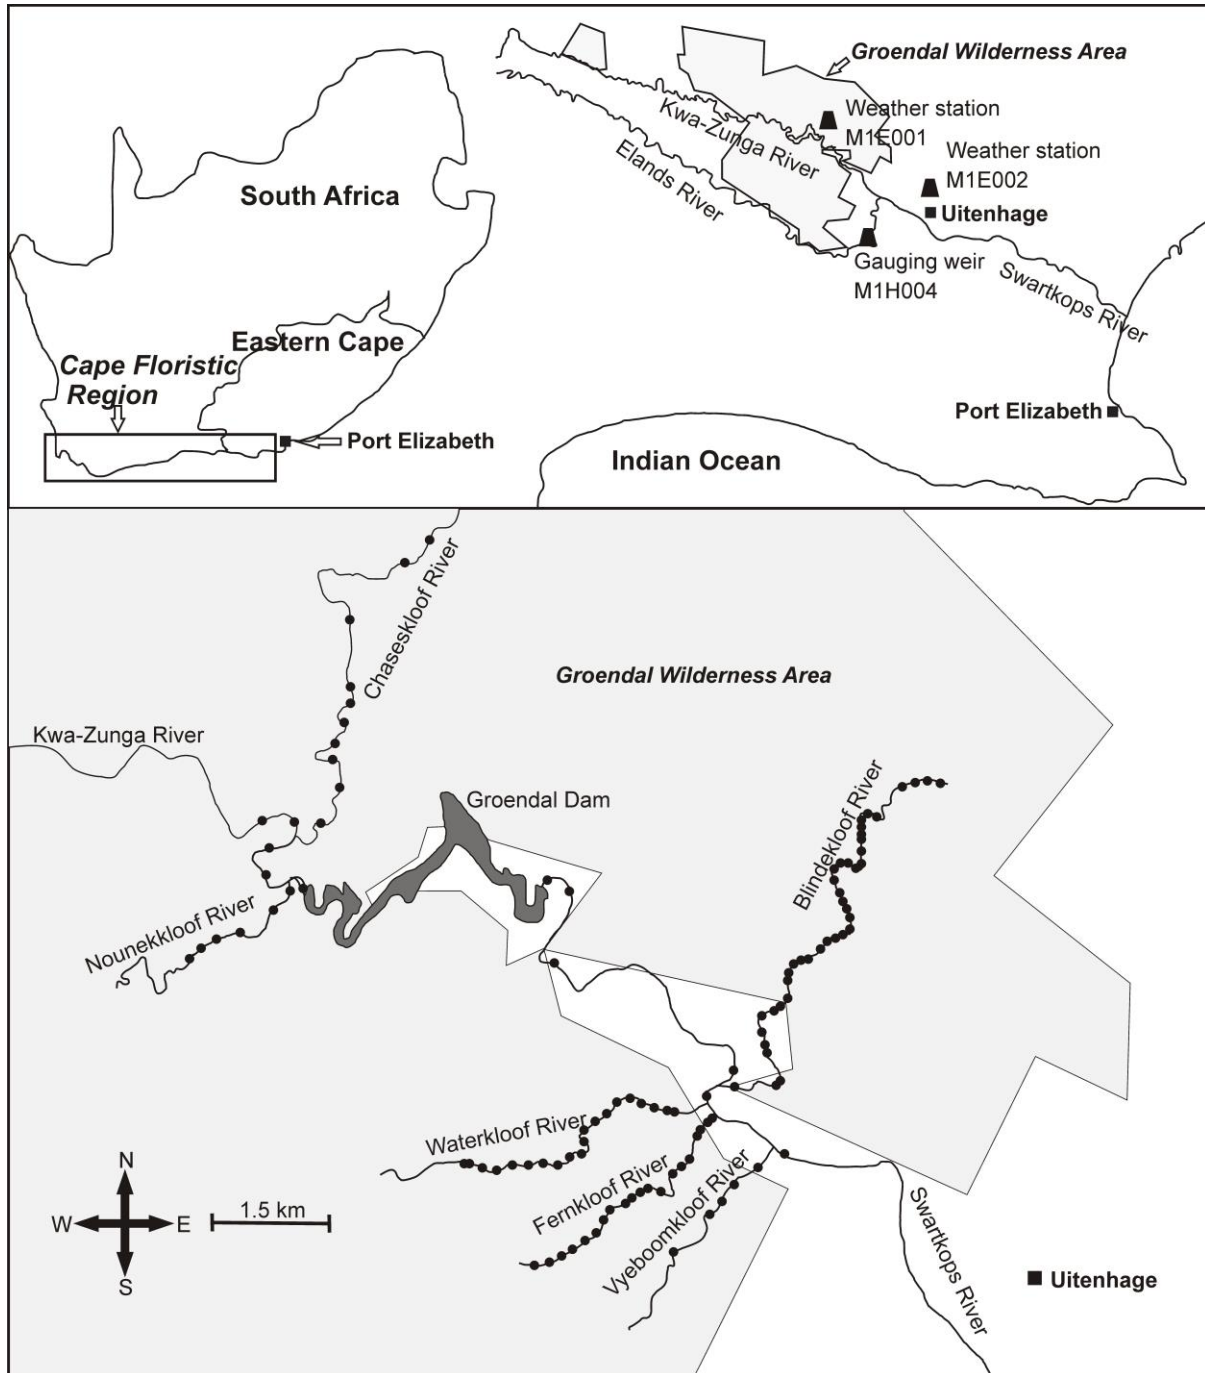 South Africa
Eastern Cape
Cape Floristic
Region
Port Elizabeth
Groendal Wilderness Area
Weather station
M1E001
Weather station
M1E002
Uitenhage
Kwa-Zunga River
Elands River
Gauging weir
M1H004
Swartkops River
Port Elizabeth
Indian Ocean
Chaseskloof River
Groendal Wilderness Area
Kwa-Zunga River
Groendal Dam
Blindekloof River
Nounekkloof River
Waterkloof River
Fernkloof River
Vyeboomkloof River
Swartkops River
N
W
E
S
1.5 km
Uitenhage